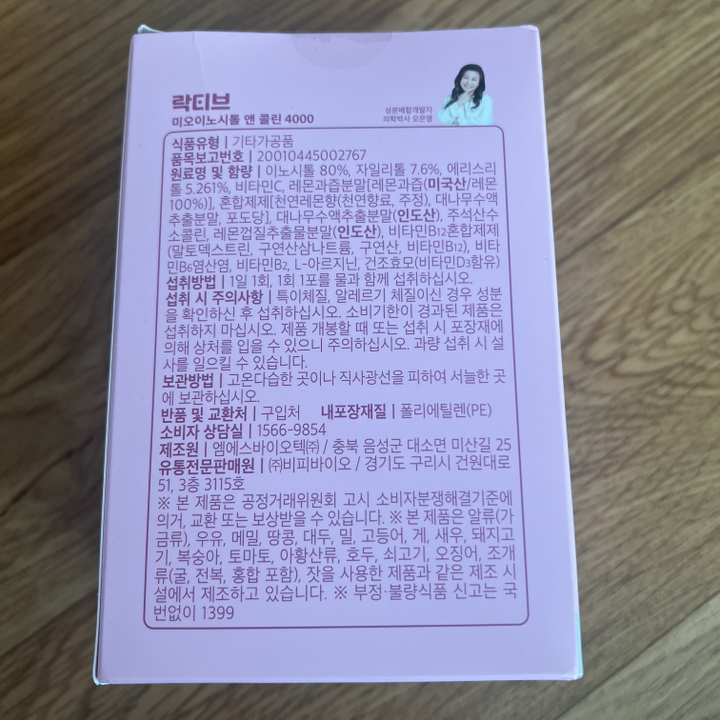 락티브
미오이노시톨 앤 콜린 4000
성분배합개발자
의학박사 오은영
식품유형 | 기타가공품
품목보고번호 | 20010445002767
원료명 및 함량 | 이노시톨 80%, 자일리톨 7.6%, 에리스리
톨 5.261%, 비타민C, 레몬과즙분말[레몬과즙(미국산/레몬
100%)], 혼합제제[천연레몬향(천연향료, 주정), 대나무수액
추출분말, 포도당], 대나무수액추출분말(인도산), 주석산수
소콜린, 레몬껍질추출물분말(인도산), 비타민B12혼합제제
(말토덱스트린, 구연산삼나트륨, 구연산, 비타민B12), 비타
민B6염산염, 비타민B2, L-아르지닌, 건조효모(비타민D3함유)
섭취방법 | 1일 1회, 1회 1포를 물과 함께 섭취하십시오.
섭취 시 주의사항 | 특이체질, 알레르기 체질이신 경우 성분
을 확인하신 후 섭취하십시오. 소비기한이 경과된 제품은
섭취하지 마십시오. 제품 개봉할 때 또는 섭취 시 포장재에
의해 상처를 입을 수 있으니 주의하십시오. 과량 섭취 시 설
사를 일으킬 수 있습니다.
보관방법 | 고온다습한 곳이나 직사광선을 피하여 서늘한 곳
에 보관하십시오.
반품 및 교환처 | 구입처 내포장재질 | 폴리에틸렌(PE)
소비자 상담실 | 1566-9854
제조원 | 엠에스바이오텍㈜ / 충북 음성군 대소면 미산길 25
유통전문판매원 | ㈜비피바이오 / 경기도 구리시 건원대로
51, 3층 3115호
※ 본 제품은 공정거래위원회 고시 소비자분쟁해결기준에
의거, 교환 또는 보상받을 수 있습니다. ※ 본 제품은 알류(가
금류), 우유, 메밀, 땅콩, 대두, 밀, 고등어, 게, 새우, 돼지고
기, 복숭아, 토마토, 아황산류, 호두, 쇠고기, 오징어, 조개
류(굴, 전복, 홍합 포함), 잣을 사용한 제품과 같은 제조 시
설에서 제조하고 있습니다. ※ 부정·불량식품 신고는 국
번없이 1399